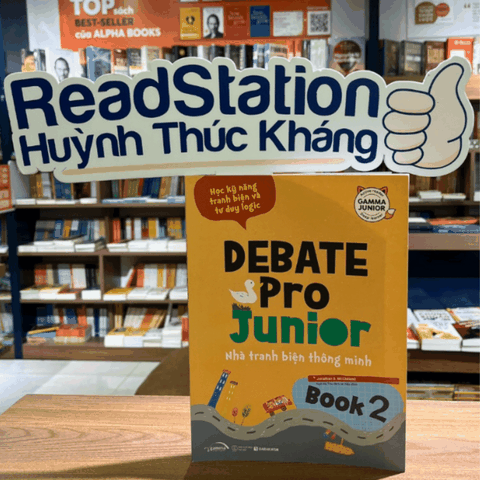 TOP SÁCH
BEST-SELLER
của ALPHA BOOKS
ReadStation
Huỳnh Thúc Kháng
Học kỹ năng
tranh biện và
tư duy logic
GAMMA
JUNIOR
DEBATE
Pro
Junior
Nhà tranh biện thông minh
Book 2